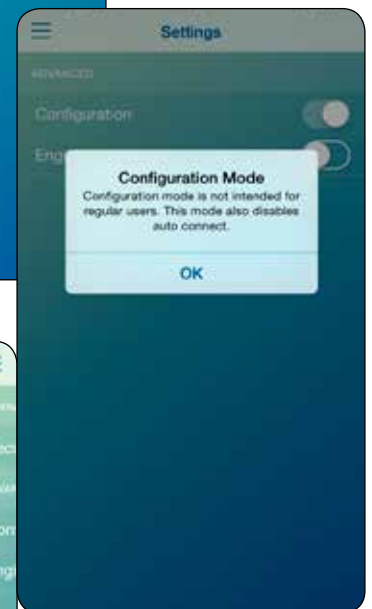 Settings
ADVANCED
Configuration
Eng
Configuration Mode
Configuration mode is not intended for
regular users. This mode also disables
auto connect.
OK